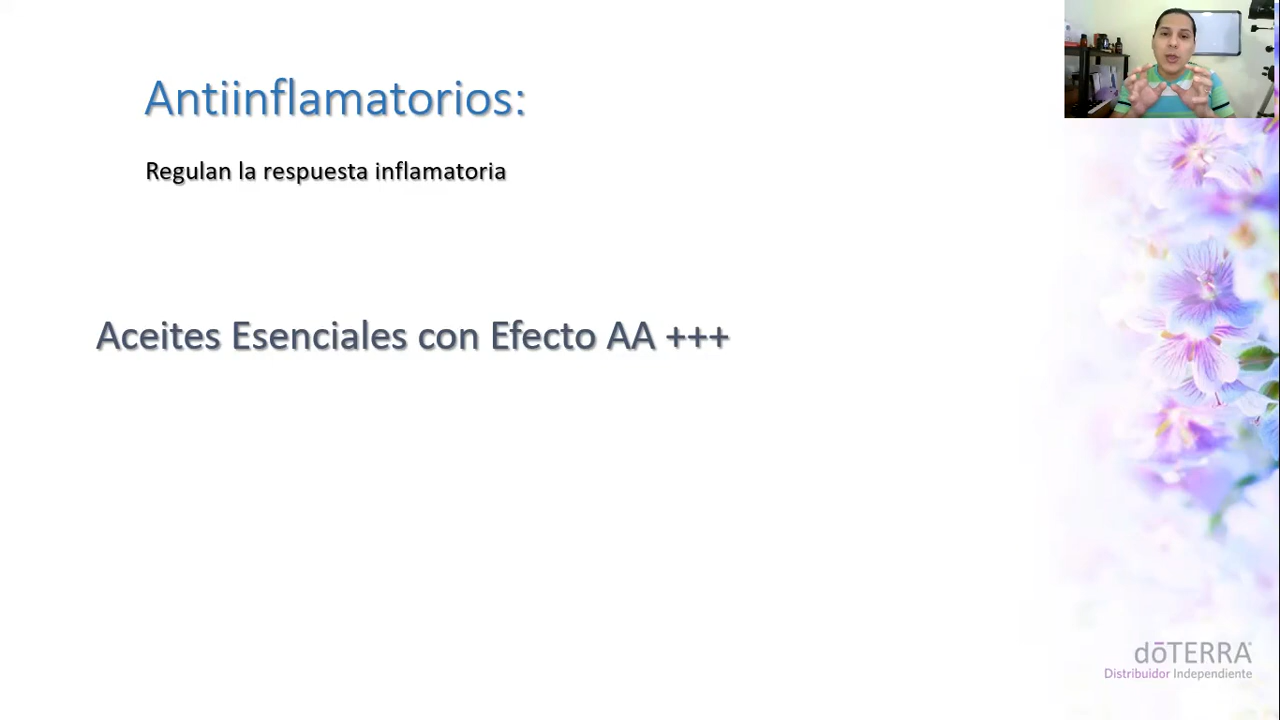 Antiinflamatorios:
Regulan la respuesta inflamatoria
Aceites Esenciales con Efecto AA +++
dōTERRA®
Distribuidor Independiente